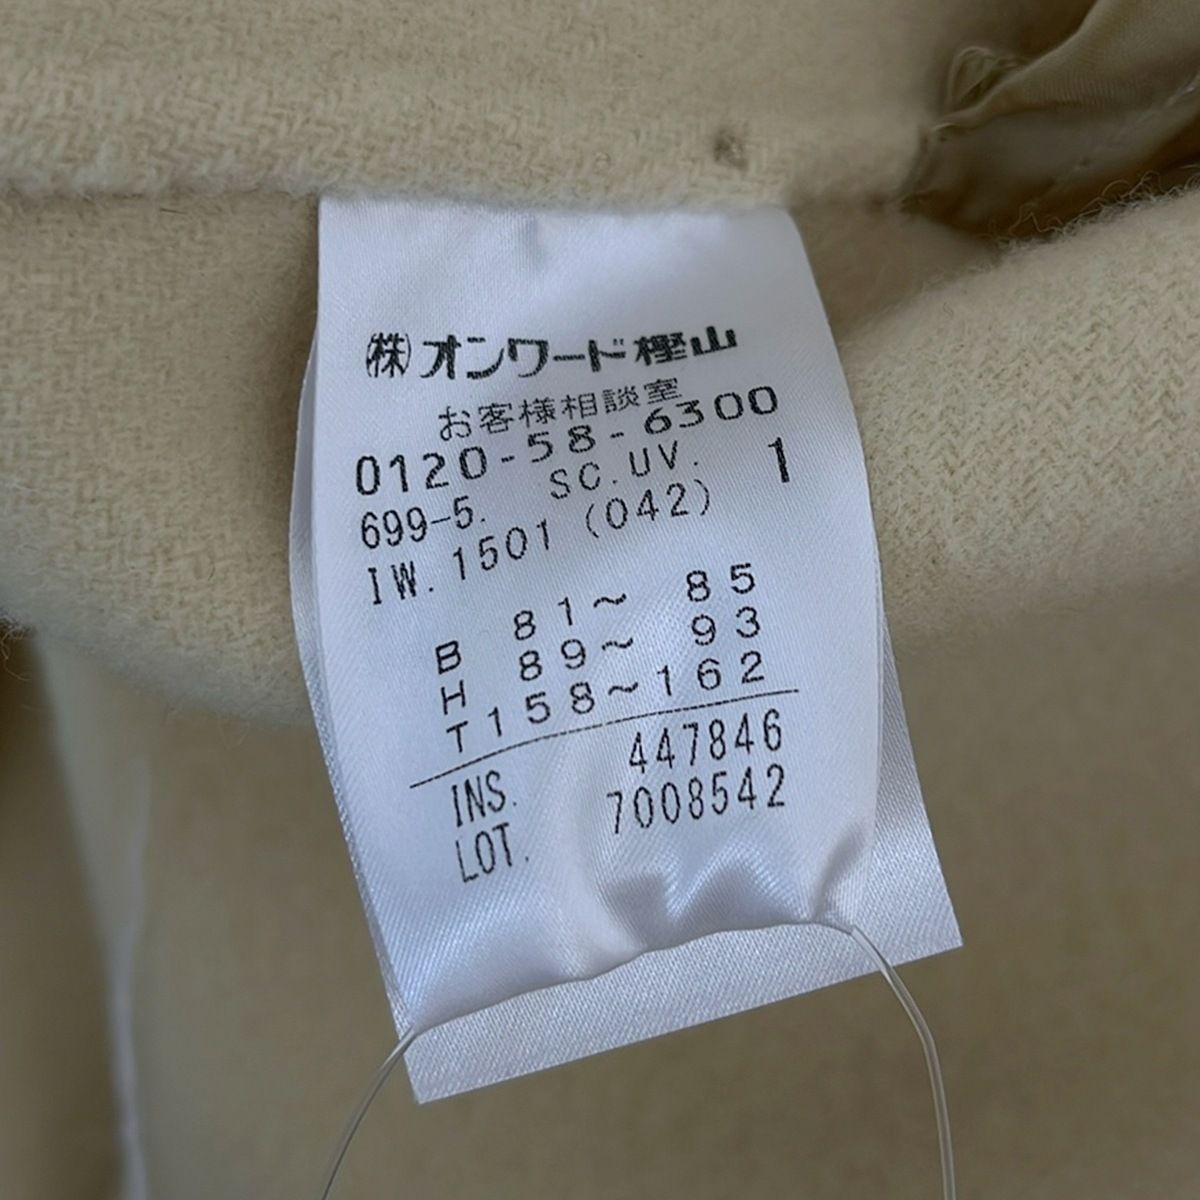 ㈱オンワード樫山
お客様相談室
0120-58-6300
699-5. SC.UV. 1
IW. 1501 (042)
B 81～ 85
H 89～ 93
T158～162
INS. 447846
LOT. 7008542